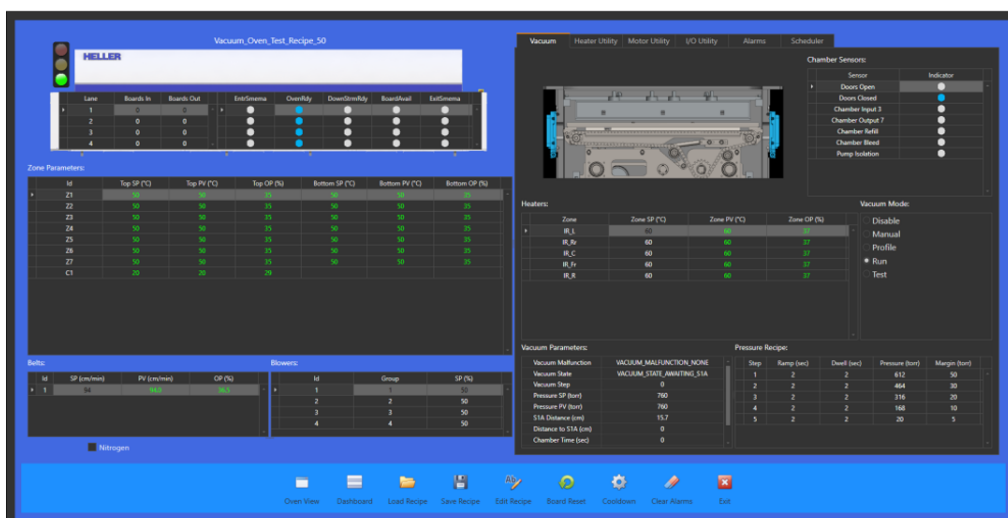 Vacuum_Oven_Test_Recipe_50
HELLER
Lane Boards In Boards Out EntrSmema OvenRdy DownStrmRdy BoardAvail ExitSmema
1 0 0
2 0 0
3 0 0
4 0 0
Zone Parameters:
Id Top SP (°C) Top PV (°C) Top OP (%) Bottom SP (°C) Bottom PV (°C) Bottom OP (%)
Z1 50 50 35 50 50 35
Z2 50 50 35 50 50 35
Z3 50 50 35 50 50 35
Z4 50 50 35 50 50 35
Z5 50 50 35 50 50 35
Z6 50 50 35 50 50 35
Z7 50 50 35 50 50 35
C1 20 20 29
Belts:
Id SP (cm/min) PV (cm/min) OP (%)
1 94 94.0 36.5
Nitrogen
Blowers:
Id Group SP (%)
1 1 50
2 2 50
3 3 50
4 4 50
Vacuum Heater Utility Motor Utility I/O Utility Alarms Scheduler
Chamber Sensors:
Sensor Indicator
Doors Open
Doors Closed
Chamber Input 3
Chamber Output 7
Chamber Refill
Chamber Bleed
Pump Isolation
Heaters:
Zone Zone SP (°C) Zone PV (°C) Zone OP (%)
IR_L 60 60 37
IR_Rr 60 60 37
IR_C 60 60 37
IR_Fr 60 60 37
IR_R 60 60 37
Vacuum Mode:
Disable
Manual
Profile
Run
Test
Vacuum Parameters:
Vacuum Malfunction VACUUM_MALFUNCTION_NONE
Vacuum State VACUUM_STATE_AWAITING_S1A
Vacuum Step 0
Pressure SP (torr) 760
Pressure PV (torr) 760
S1A Distance (cm) 15.7
Distance to S1A (cm) 0
Chamber Time (sec) 0
Pressure Recipe:
Step Ramp (sec) Dwell (sec) Pressure (torr) Margin (torr)
1 2 2 612 50
2 2 2 464 30
3 2 2 316 20
4 2 2 168 10
5 2 2 20 5
Oven View Dashboard Load Recipe Save Recipe Edit Recipe Board Reset Cooldown Clear Alarms Exit